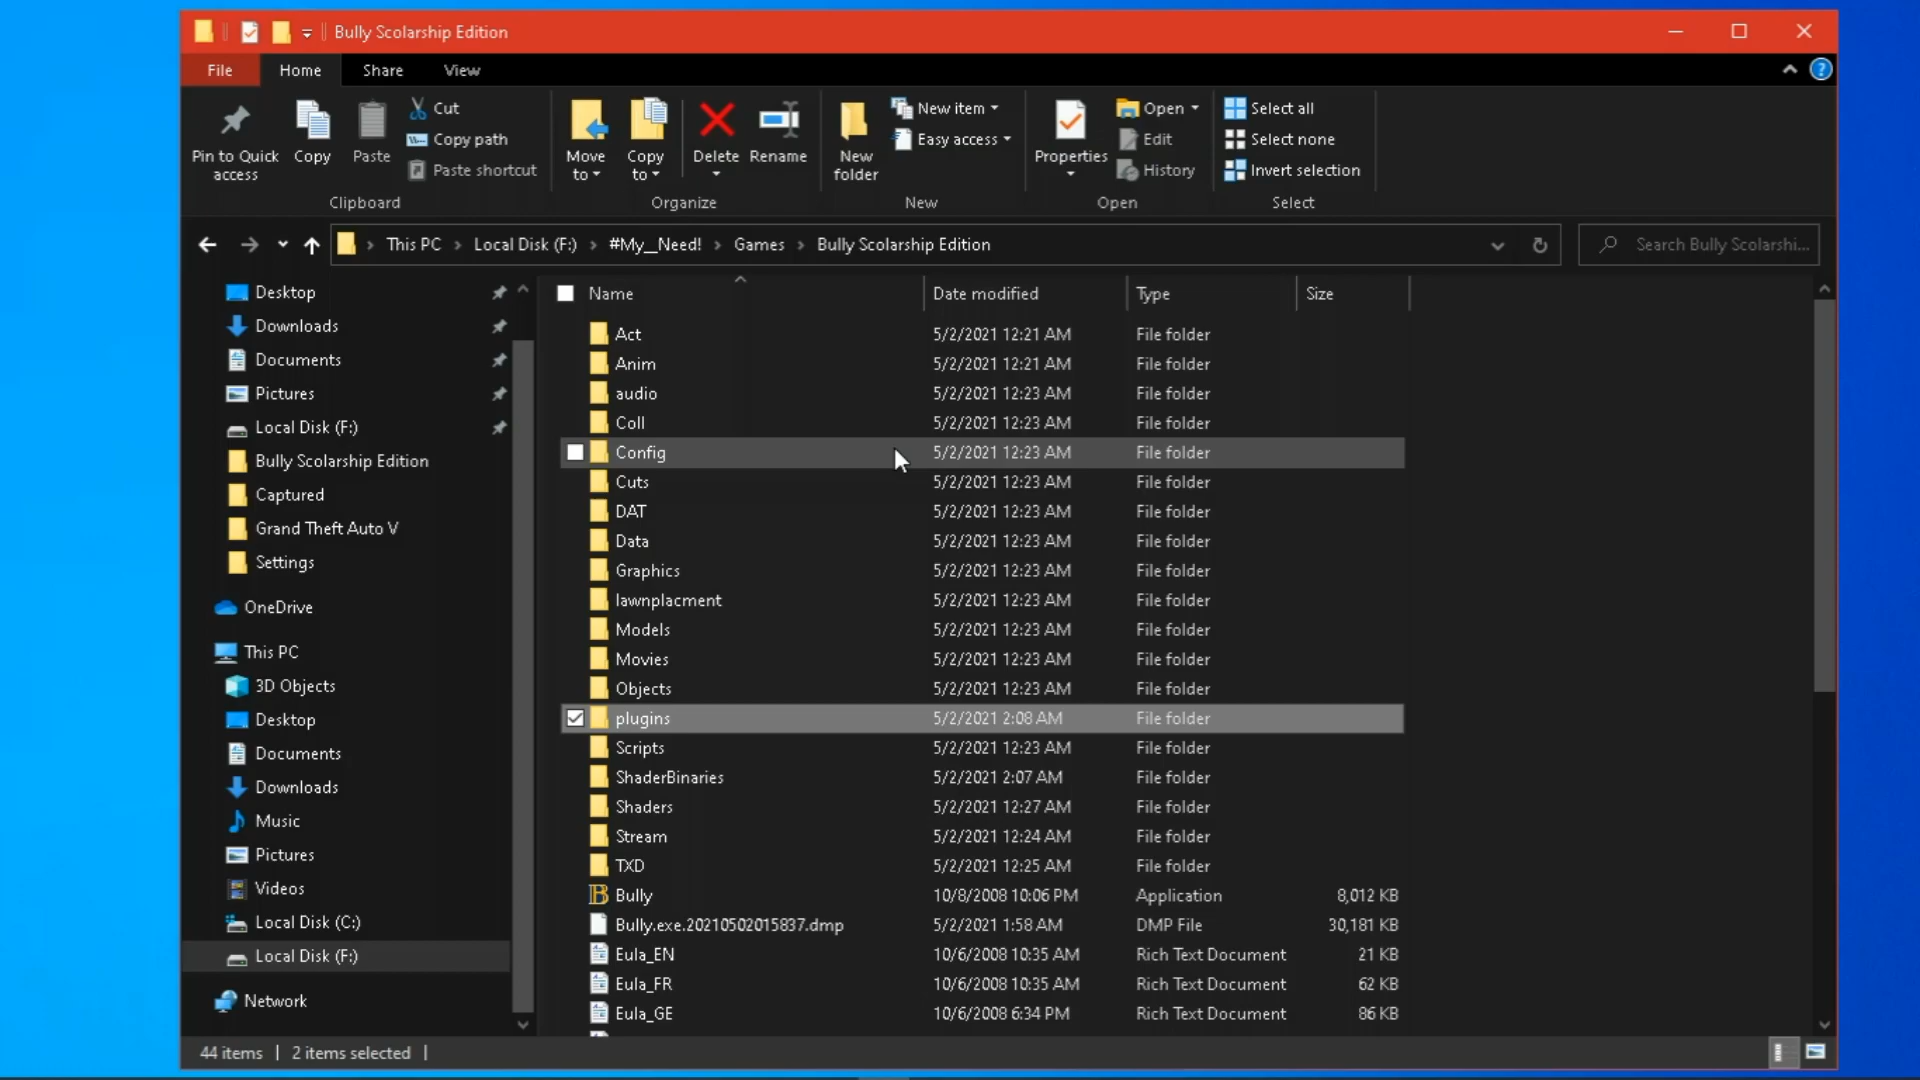 Bully Scolarship Edition
File Home Share View
Pin to Quick access
Copy
Paste
Cut
Copy path
Paste shortcut
Clipboard
Move to
Copy to
Delete
Rename
Organize
New folder
New item
Easy access
New
Properties
Open
Edit
History
Open
Select all
Select none
Invert selection
Select
This PC › Local Disk (F:) › #My_Need! › Games › Bully Scolarship Edition
Search Bully Scolarshi...
Desktop
Downloads
Documents
Pictures
Local Disk (F:)
Bully Scolarship Edition
Captured
Grand Theft Auto V
Settings
OneDrive
This PC
3D Objects
Desktop
Documents
Downloads
Music
Pictures
Videos
Local Disk (C:)
Local Disk (F:)
Network
Name Date modified Type Size
Act 5/2/2021 12:21 AM File folder
Anim 5/2/2021 12:21 AM File folder
audio 5/2/2021 12:23 AM File folder
Coll 5/2/2021 12:23 AM File folder
Config 5/2/2021 12:23 AM File folder
Cuts 5/2/2021 12:23 AM File folder
DAT 5/2/2021 12:23 AM File folder
Data 5/2/2021 12:23 AM File folder
Graphics 5/2/2021 12:23 AM File folder
lawnplacment 5/2/2021 12:23 AM File folder
Models 5/2/2021 12:23 AM File folder
Movies 5/2/2021 12:23 AM File folder
Objects 5/2/2021 12:23 AM File folder
plugins 5/2/2021 2:08 AM File folder
Scripts 5/2/2021 12:23 AM File folder
ShaderBinaries 5/2/2021 2:07 AM File folder
Shaders 5/2/2021 12:27 AM File folder
Stream 5/2/2021 12:24 AM File folder
TXD 5/2/2021 12:25 AM File folder
Bully 10/8/2008 10:06 PM Application 8,012 KB
Bully.exe.20210502015837.dmp 5/2/2021 1:58 AM DMP File 30,181 KB
Eula_EN 10/6/2008 10:35 AM Rich Text Document 21 KB
Eula_FR 10/6/2008 10:35 AM Rich Text Document 62 KB
Eula_GE 10/6/2008 6:34 PM Rich Text Document 86 KB
44 items | 2 items selected |